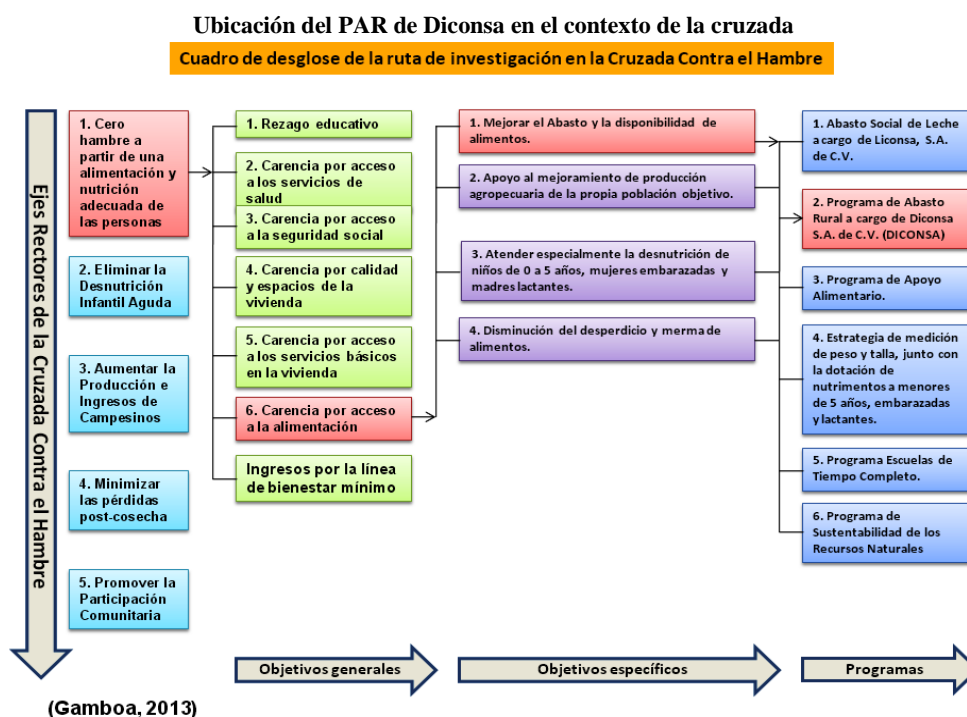 Ubicación del PAR de Diconsa en el contexto de la cruzada
Cuadro de desglose de la ruta de investigación en la Cruzada Contra el Hambre
Ejes Rectores de la Cruzada Contra el Hambre
1. Cero
hambre a
partir de una
alimentación y
nutrición
adecuada de
las personas
2. Eliminar la
Desnutrición
Infantil Aguda
3. Aumentar la
Producción e
Ingresos de
Campesinos
4. Minimizar
las pérdidas
post-cosecha
5. Promover la
Participación
Comunitaria
1. Rezago educativo
2. Carencia por acceso
a los servicios de
salud
3. Carencia por acceso
a la seguridad social
4. Carencia por calidad
y espacios de la
vivienda
5. Carencia por acceso
a los servicios básicos
en la vivienda
6. Carencia por acceso
a la alimentación
Ingresos por la línea
de bienestar mínimo
1. Mejorar el Abasto y la disponibilidad de
alimentos.
2. Apoyo al mejoramiento de producción
agropecuaria de la propia población objetivo.
3. Atender especialmente la desnutrición de
niños de 0 a 5 años, mujeres embarazadas y
madres lactantes.
4. Disminución del desperdicio y merma de
alimentos.
1. Abasto Social de Leche
a cargo de Liconsa, S.A.
de C.V.
2. Programa de Abasto
Rural a cargo de Diconsa
S.A. de C.V. (DICONSA)
3. Programa de Apoyo
Alimentario.
4. Estrategia de medición
de peso y talla, junto con
la dotación de
nutrimentos a menores
de 5 años, embarazadas
y lactantes.
5. Programa Escuelas de
Tiempo Completo.
6. Programa de
Sustentabilidad de los
Recursos Naturales
Objetivos generales
Objetivos específicos
Programas
(Gamboa, 2013)